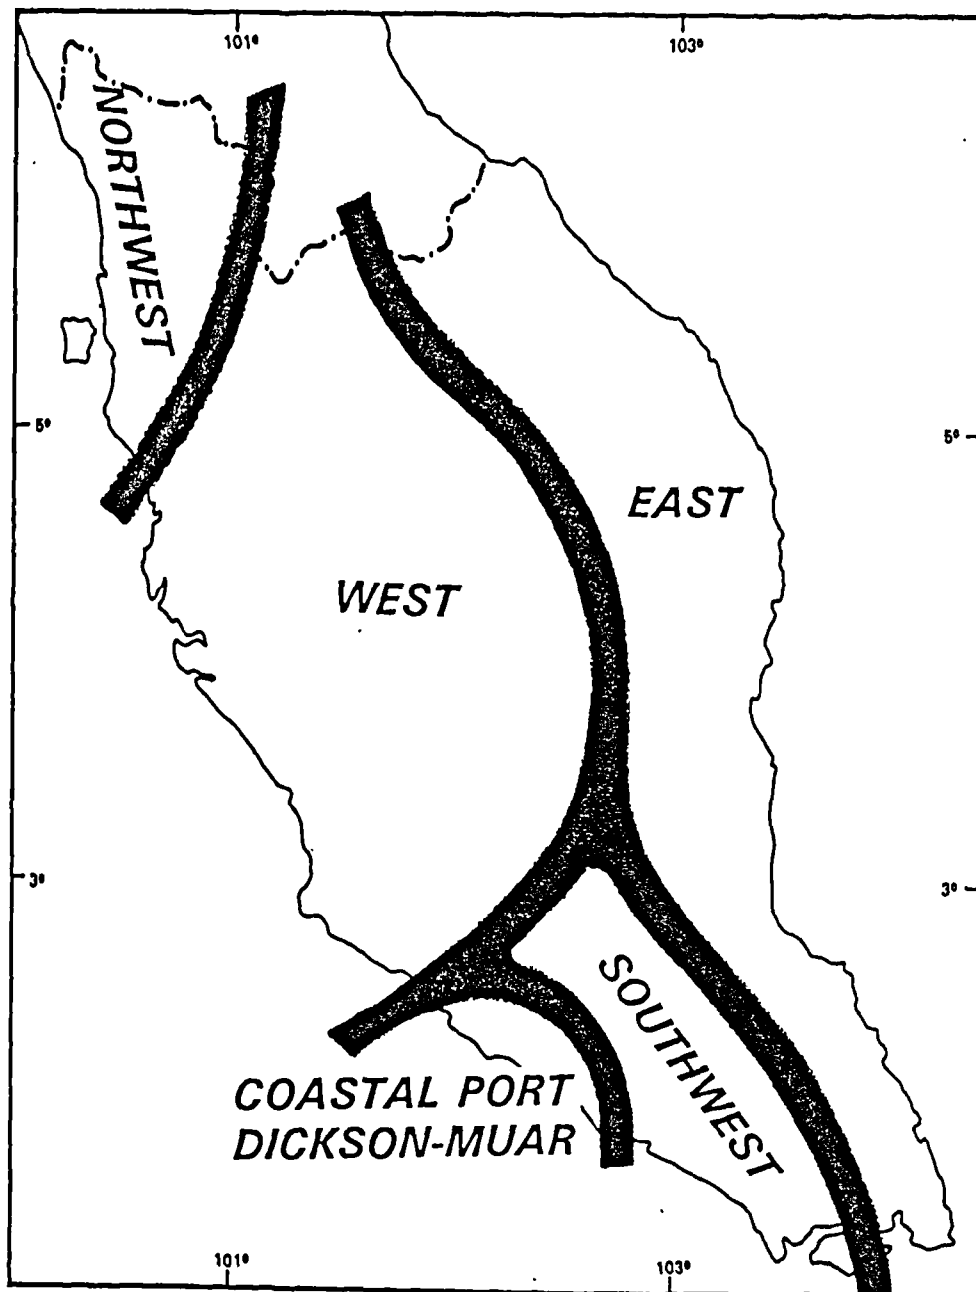 101°
103°
NORTHWEST
5°
5°
EAST
WEST
3°
3°
SOUTHWEST
COASTAL PORT
DICKSON-MUAR
101°
103°